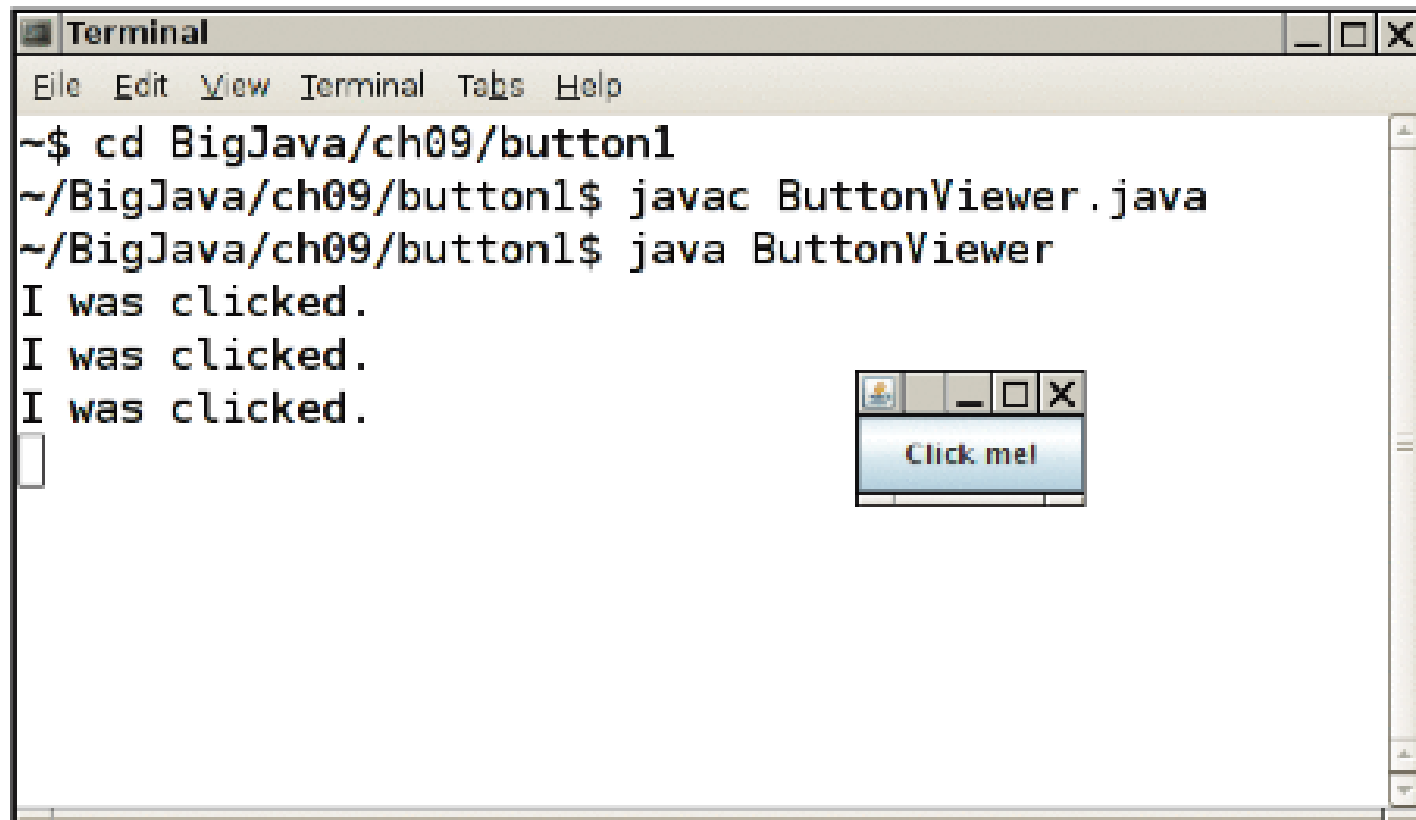 Terminal
File Edit View Terminal Tabs Help
~$ cd BigJava/ch09/button1
~/BigJava/ch09/button1$ javac ButtonViewer.java
~/BigJava/ch09/button1$ java ButtonViewer
I was clicked.
I was clicked.
I was clicked.
Click me!